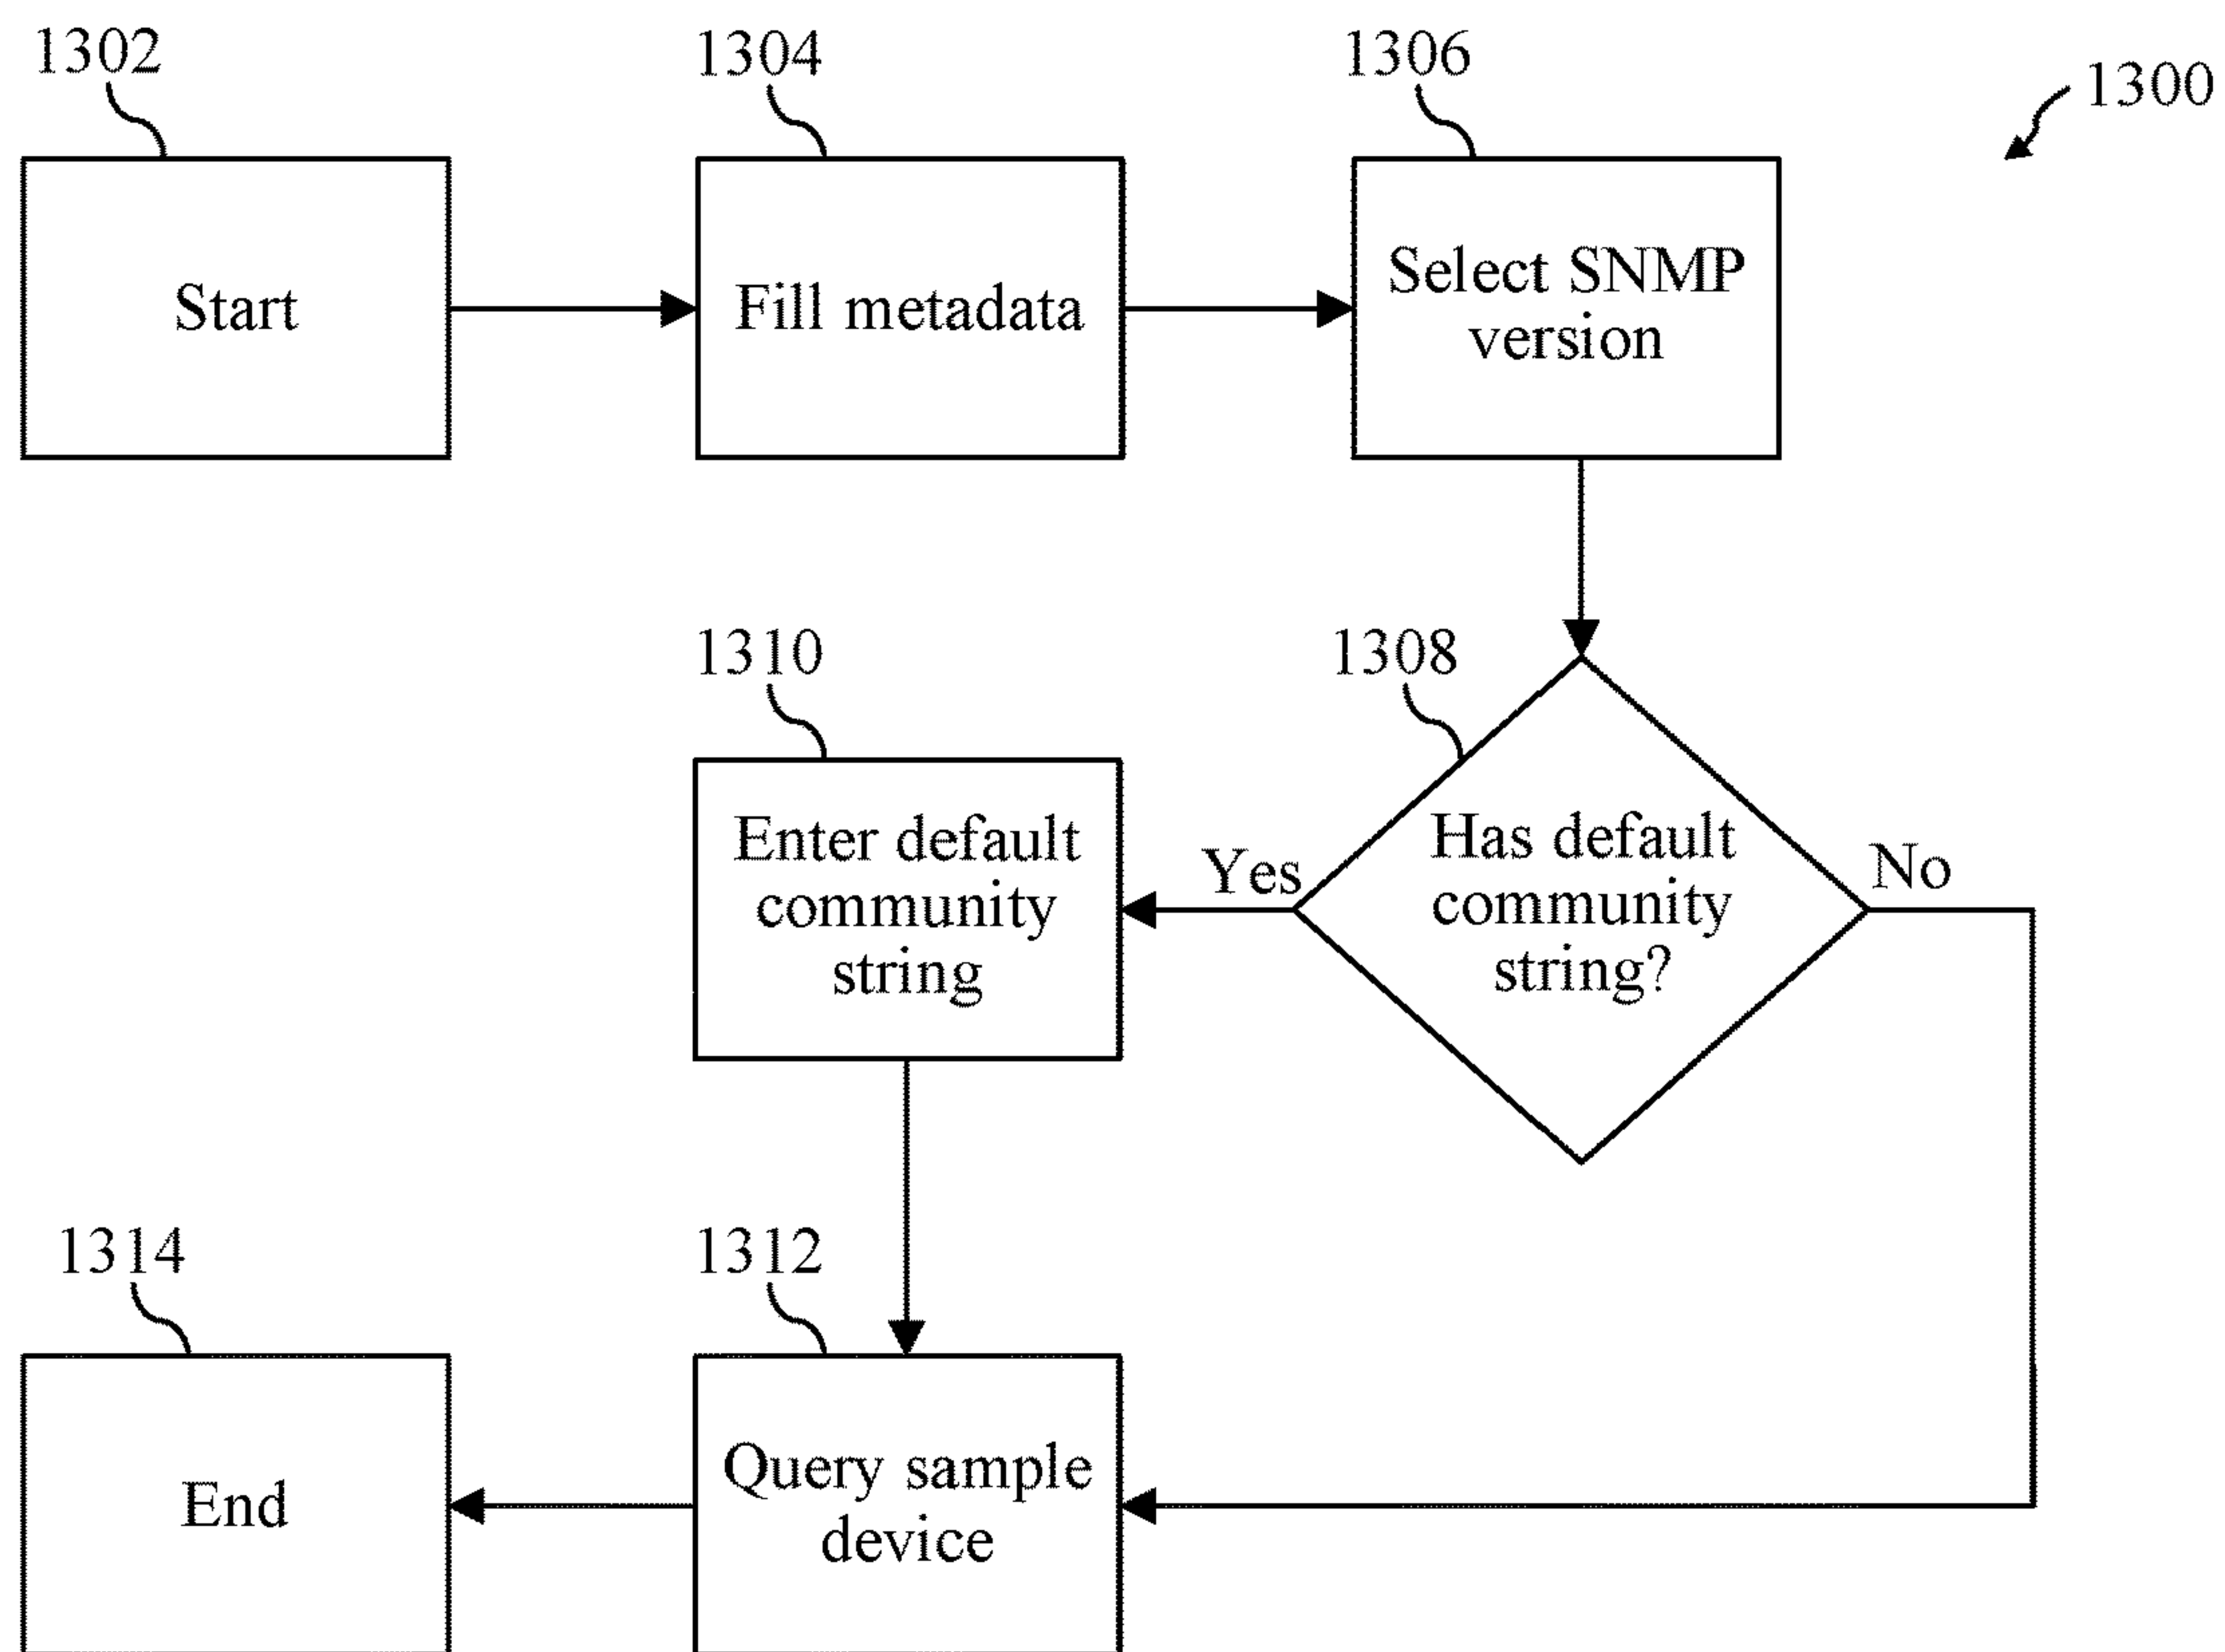 1302
1304
1306
1300
Start
Fill metadata
Select SNMP
version
1310
1308
Enter default
community
string
Yes
Has default
community
string?
No
1314
1312
End
Query sample
device